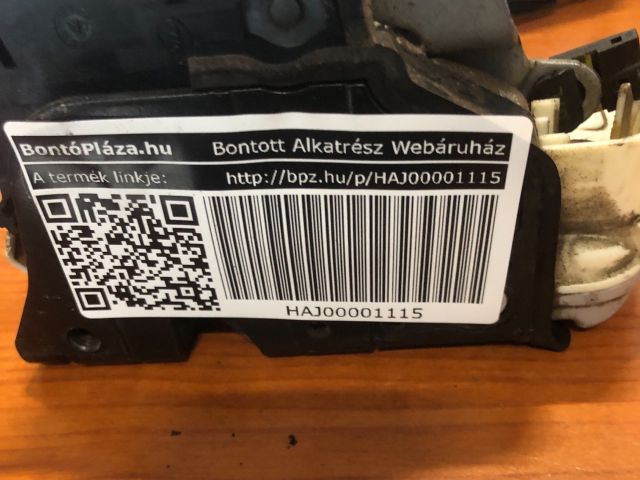 BontóPláza.hu Bontott Alkatrész Webáruház
A termék linkje: http://bpz.hu/p/HAJ00001115
HAJ00001115